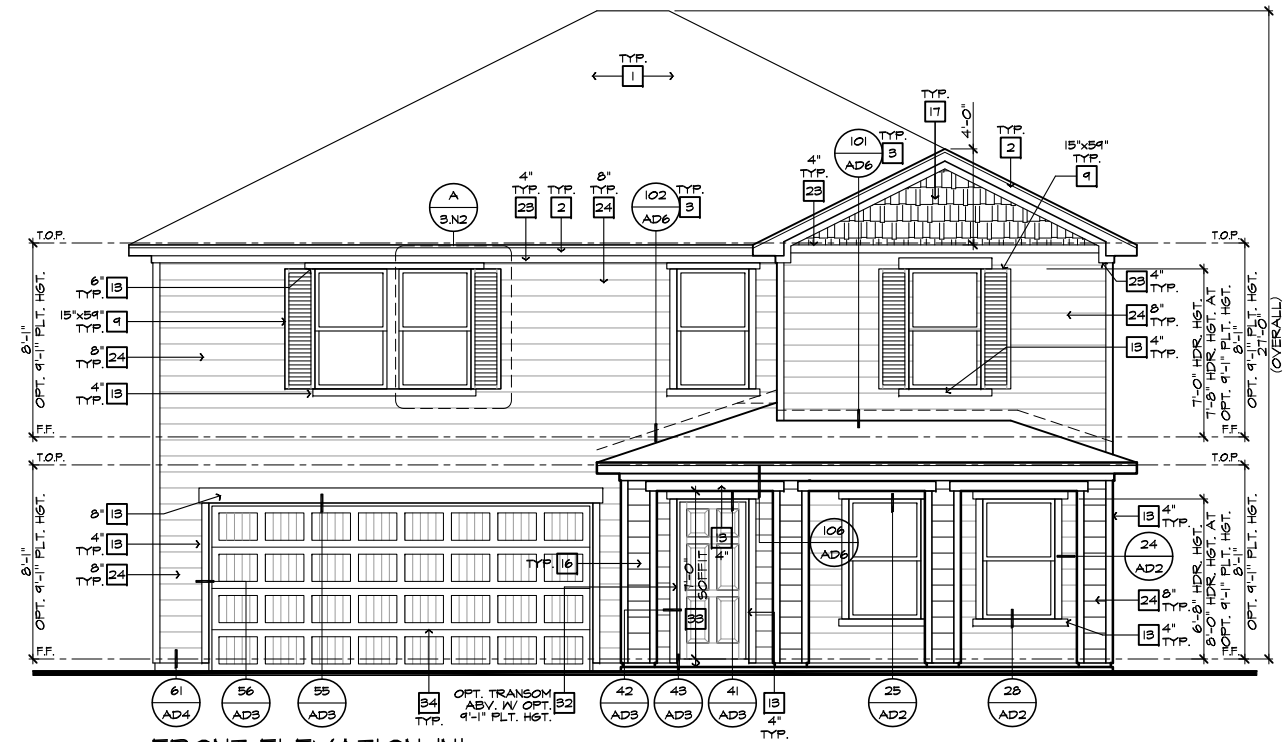 TYP.
1
TYP.
17
4'-0"
TYP.
2
15"x59"
TYP.
9
101
AD6
TYP.
3
4"
TYP.
23
A
3.N2
4"
TYP.
23
TYP.
2
8"
TYP.
24
102
AD6
TYP.
3
T.O.P.
T.O.P.
6"
TYP.
13
15"x59"
TYP.
9
8"
TYP.
24
4"
TYP.
13
8'-1"
OPT. 9'-1" PLT. HGT.
23
4"
TYP.
24
8"
TYP.
13
4"
TYP.
7'-0" HDR. HGT.
7'-8" HDR. HGT. AT
OPT. 9'-1" PLT. HGT.
8'-1"
OPT. 9'-1" PLT. HGT.
27'-0"
(OVERALL)
F.F.
F.F.
T.O.P.
T.O.P.
8"
13
4"
TYP.
13
8"
TYP.
24
8'-1"
OPT. 9'-1" PLT. HGT.
TYP.
16
13
4"
7'-0"
SOFFIT
33
106
AD6
13
4"
TYP.
24
AD2
24
8"
TYP.
13
4"
TYP.
6'-8" HDR. HGT.
8'-0" HDR. HGT. AT
OPT. 9'-1" PLT. HGT.
8'-1"
OPT. 9'-1" PLT. HGT.
F.F.
F.F.
61
AD4
56
AD3
55
AD3
34
TYP.
OPT. TRANSOM
ABV. W/ OPT.
9'-1" PLT. HGT.
32
42
AD3
43
AD3
41
AD3
13
4"
TYP.
25
AD2
28
AD2